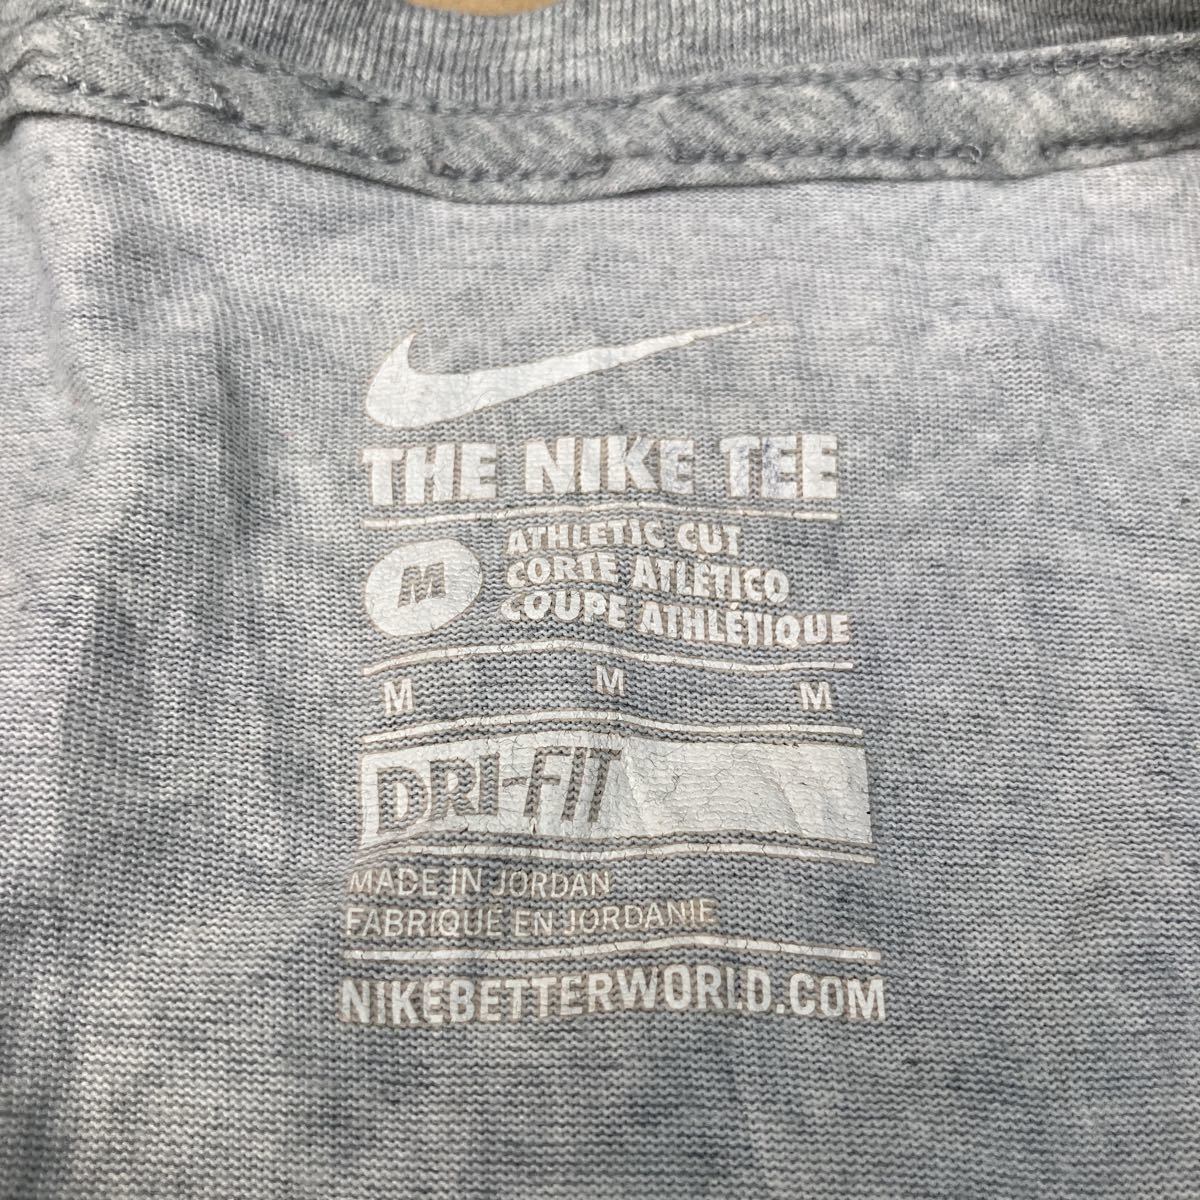 THE NIKE TEE
M
ATHLETIC CUT
CORTE ATLÉTICO
COUPE ATHLÉTIQUE
M M M
DRI-FIT
MADE IN JORDAN
FABRIQUÉ EN JORDANIE
NIKEBETTERWORLD.COM